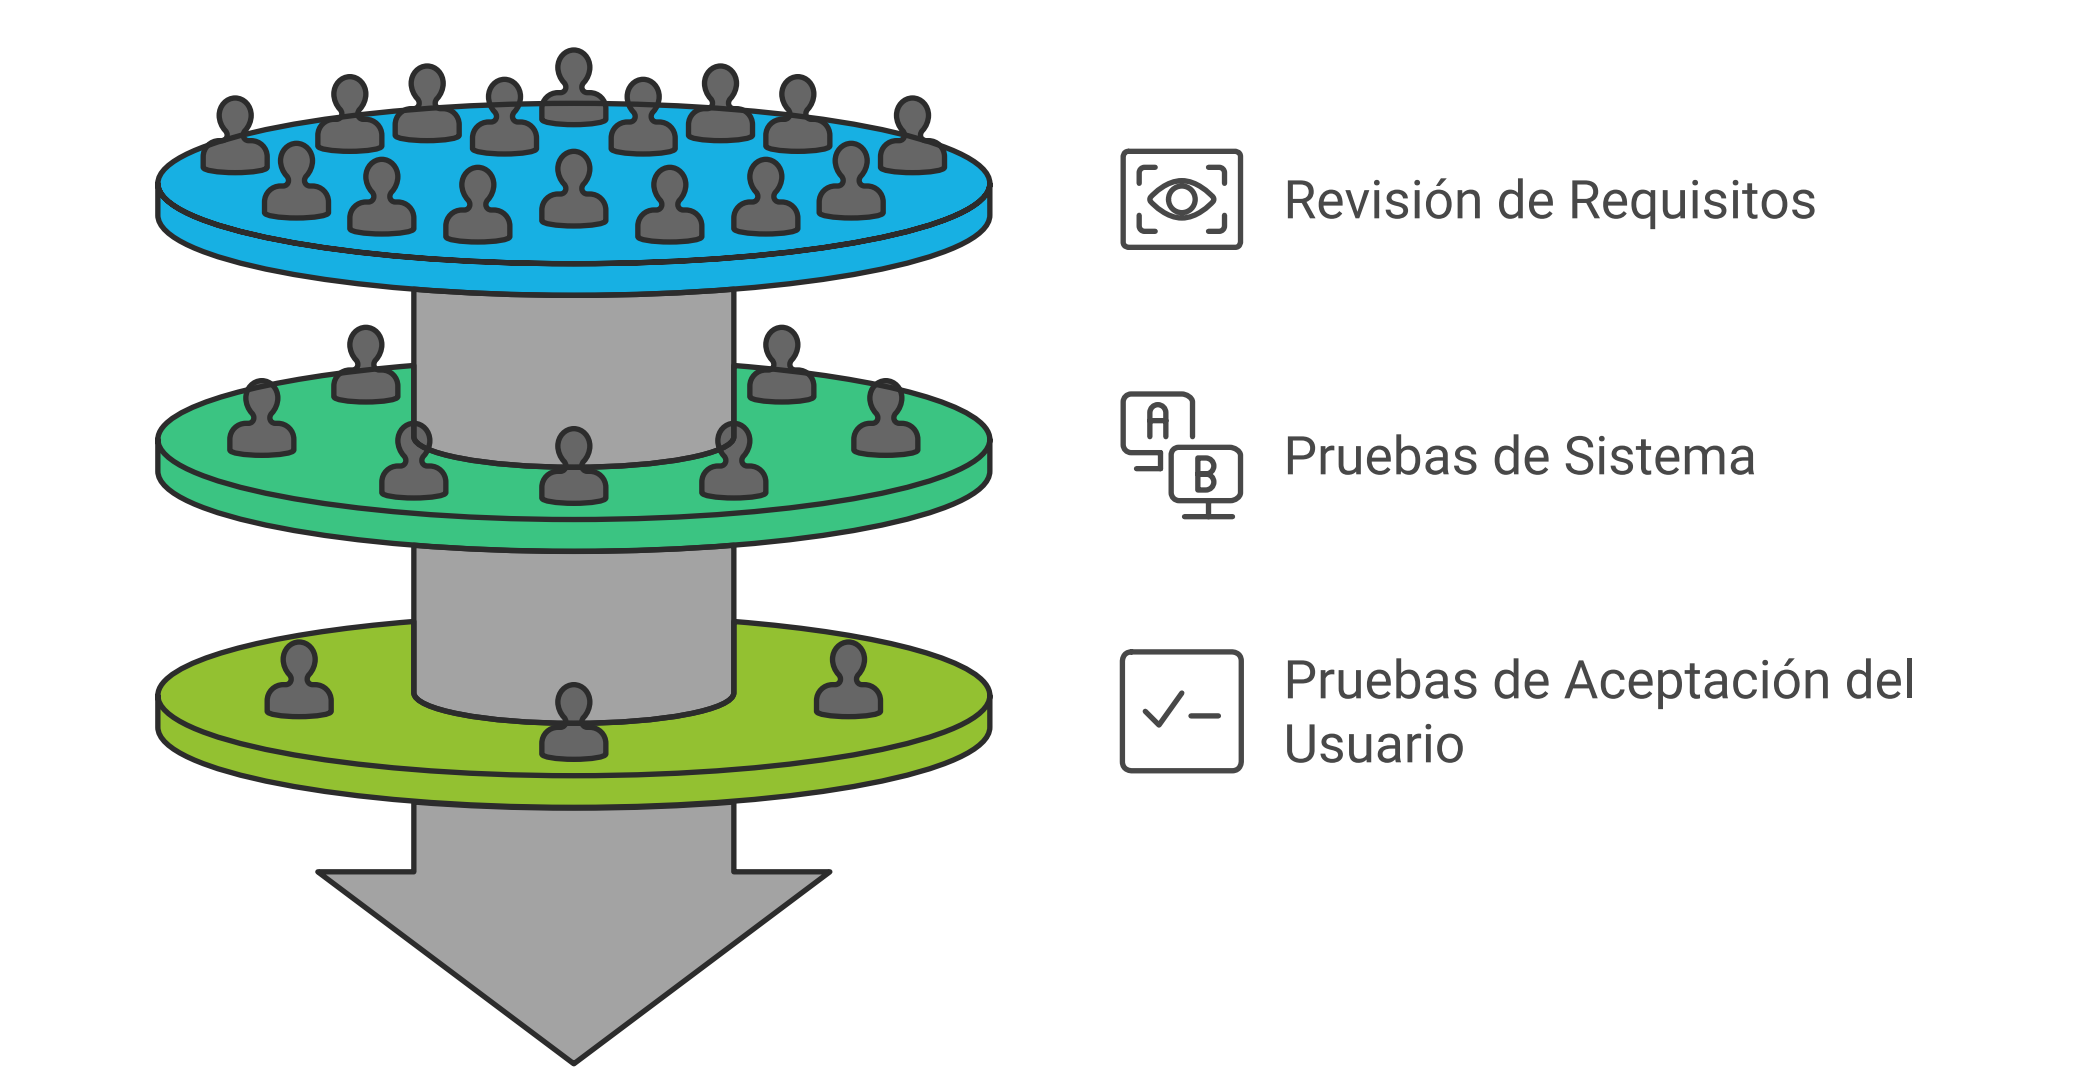 Revisión de Requisitos
A
B
Pruebas de Sistema
Pruebas de Aceptación del
Usuario